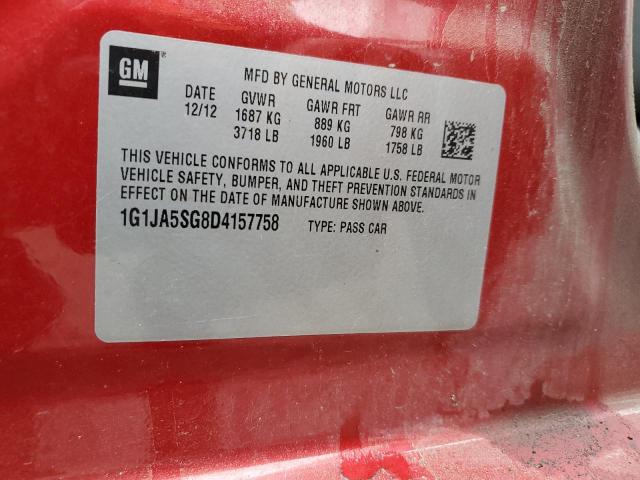 GM
MFD BY GENERAL MOTORS LLC
DATE GVWR GAWR FRT GAWR RR
12/12 1687 KG 889 KG 798 KG
3718 LB 1960 LB 1758 LB
THIS VEHICLE CONFORMS TO ALL APPLICABLE U.S. FEDERAL MOTOR
VEHICLE SAFETY, BUMPER, AND THEFT PREVENTION STANDARDS IN
EFFECT ON THE DATE OF MANUFACTURE SHOWN ABOVE.
1G1JA5SG8D4157758 TYPE: PASS CAR